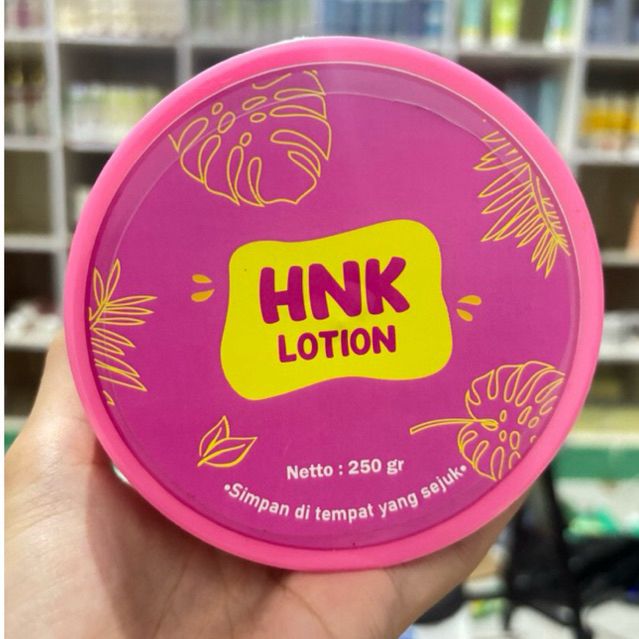 HNK
LOTION
Netto : 250 gr
•Simpan di tempat yang sejuk•